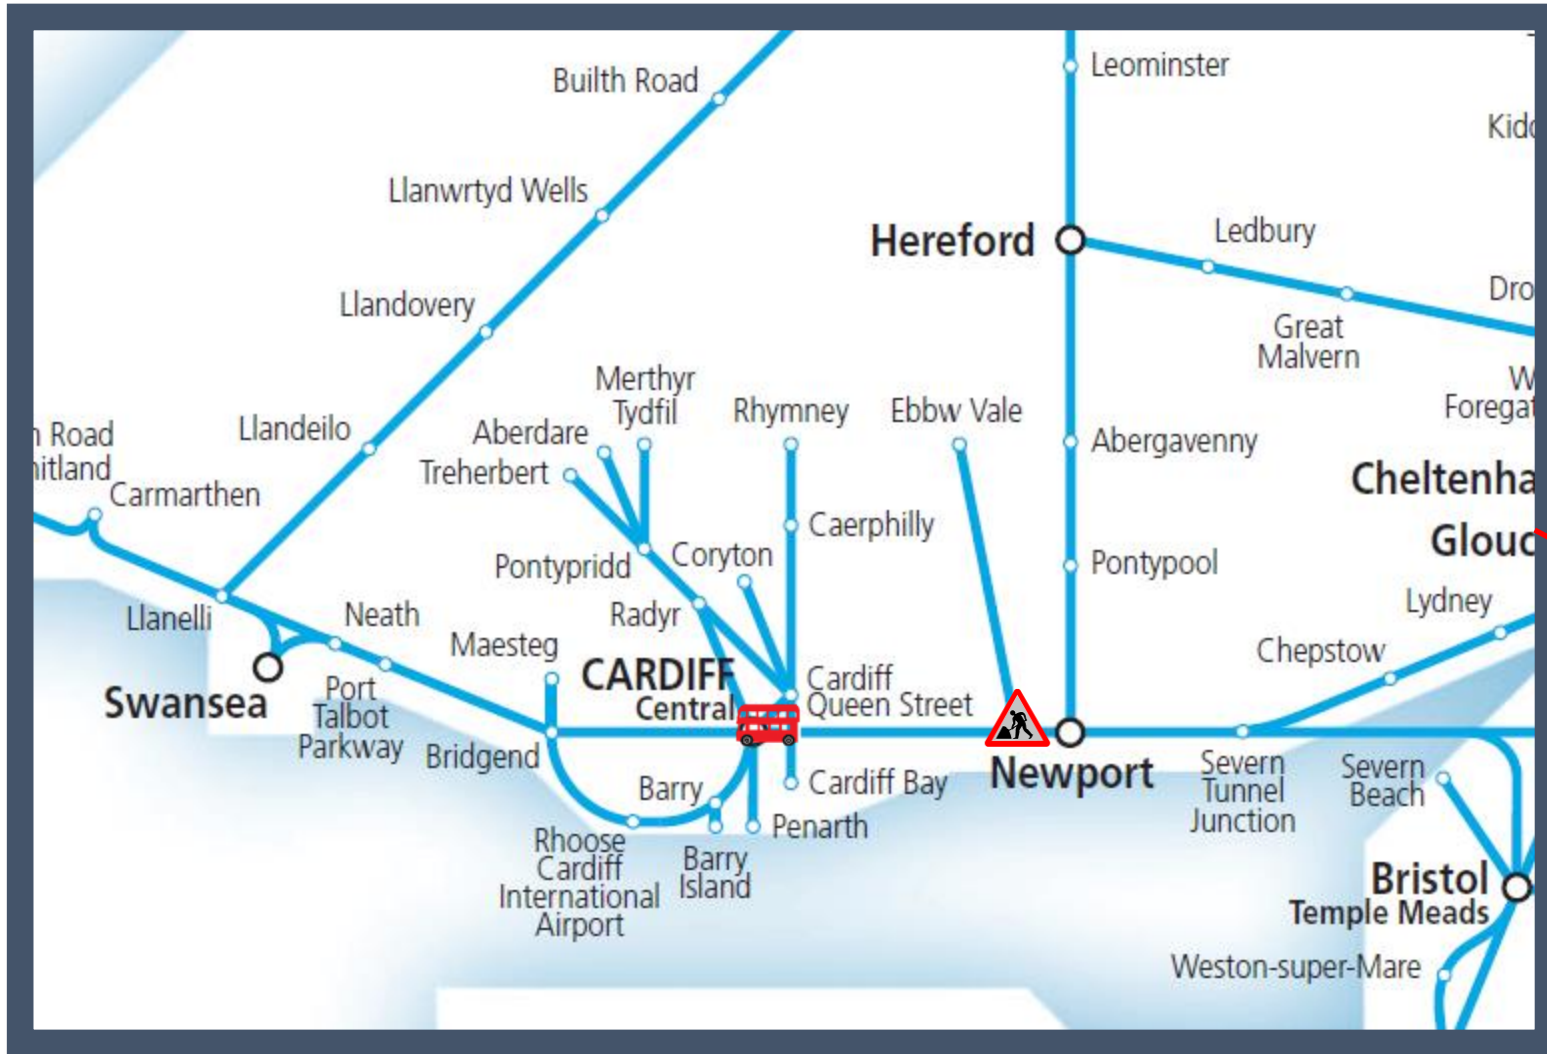 Builth Road
Leominster
Llanwrtyd Wells
Hereford
Ledbury
Llandovery
Great
Malvern
Merthyr
Tydfil
Rhymney
Ebbw Vale
Aberdare
Treherbert
Llandeilo
Road
Carmarthen
Abergavenny
Caerphilly
Coryton
Pontypridd
Pontypool
Radyr
Lydney
Llanelli
Neath
Maesteg
Chepstow
CARDIFF
Central
Cardiff
Queen Street
Swansea
Port
Talbot
Parkway
Bridgend
Newport
Severn
Tunnel
Junction
Severn
Beach
Barry
Cardiff Bay
Penarth
Rhoose
Cardiff
International
Airport
Barry
Island
Bristol
Temple Meads
Weston-super-Mare